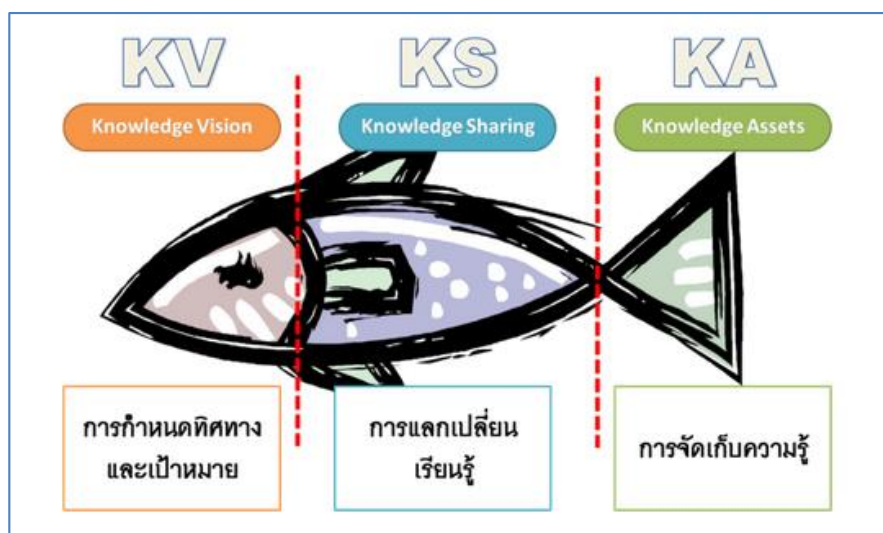 KV
KS
KA
Knowledge Vision
Knowledge Sharing
Knowledge Assets
การกำหนดทิศทาง
และเป้าหมาย
การแลกเปลี่ยน
เรียนรู้
การจัดเก็บความรู้